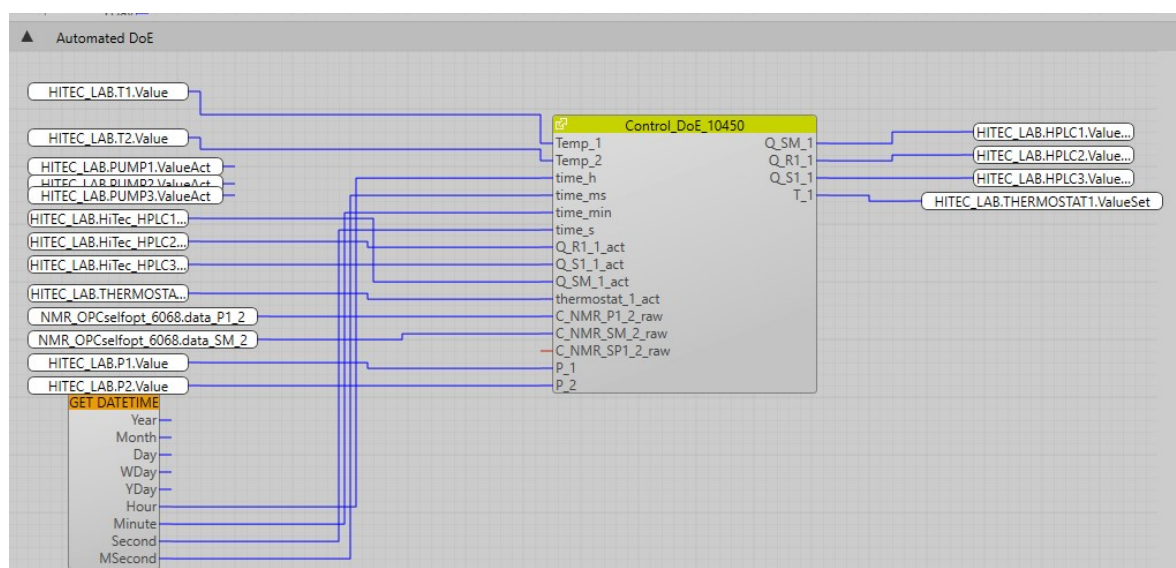 Automated DoE
HITEC_LAB.T1.Value
HITEC_LAB.T2.Value
HITEC_LAB.PUMP1.ValueAct
HITEC_LAB.PUMP2.ValueAct
HITEC_LAB.PUMP3.ValueAct
HITEC_LAB.HiTec_HPLC1...
HITEC_LAB.HiTec_HPLC2...
HITEC_LAB.HiTec_HPLC3...
HITEC_LAB.THERMOSTA...
NMR_OPCselfopt_6068.data_P1_2
NMR_OPCselfopt_6068.data_SM_2
HITEC_LAB.P1.Value
HITEC_LAB.P2.Value
GET DATETIME
Year
Month
Day
WDay
YDay
Hour
Minute
Second
MSecond
Control_DoE_10450
Temp_1
Temp_2
time_h
time_ms
time_min
time_s
Q_R1_1_act
Q_S1_1_act
Q_SM_1_act
thermostat_1_act
C_NMR_P1_2_raw
C_NMR_SM_2_raw
C_NMR_SP1_2_raw
P_1
P_2
Q_SM_1
Q_R1_1
Q_S1_1
T_1
HITEC_LAB.HPLC1.Value...
HITEC_LAB.HPLC2.Value...
HITEC_LAB.HPLC3.Value...
HITEC_LAB.THERMOSTAT1.ValueSet